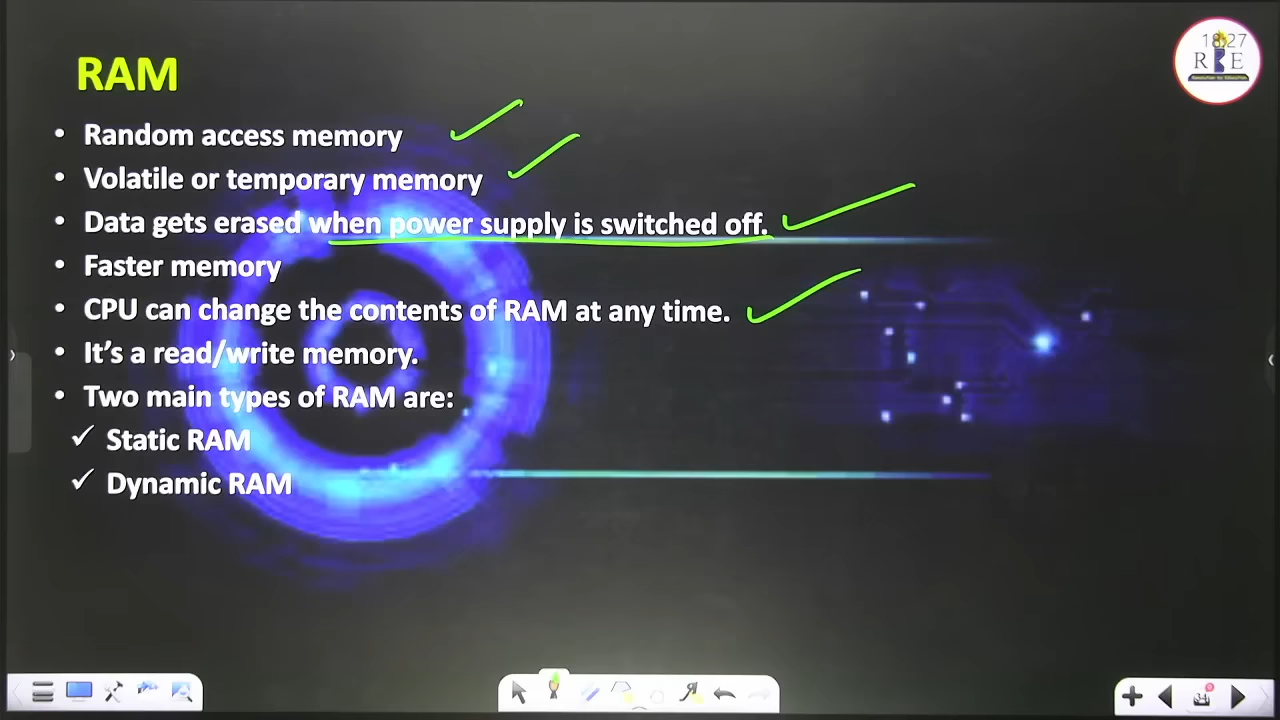 RAM
18:27
R E
• Random access memory
• Volatile or temporary memory
• Data gets erased when power supply is switched off.
• Faster memory
• CPU can change the contents of RAM at any time.
• It’s a read/write memory.
• Two main types of RAM are:
✓ Static RAM
✓ Dynamic RAM